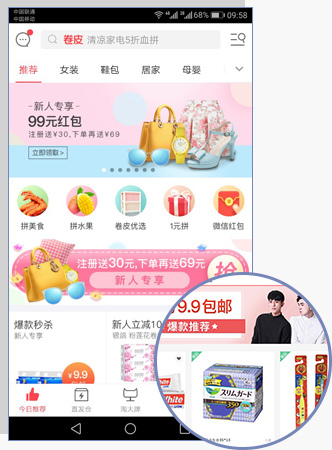 中国联通
中国移动
68% 09:58
卷皮 清凉家电5折血拼
推荐 女装 鞋包 居家 母婴
新人专享
99元红包
注册送¥30,下单再送¥69
立即领取>
拼美食 拼水果 卷皮优选 1元拼 微信红包
注册送30元,下单再送69元
新人专享
抢
爆款秒杀
新人专享
新人立减10
¥9.9
今日推荐 直发仓 淘大牌
9.9包邮
爆款推荐
スリムガード
350